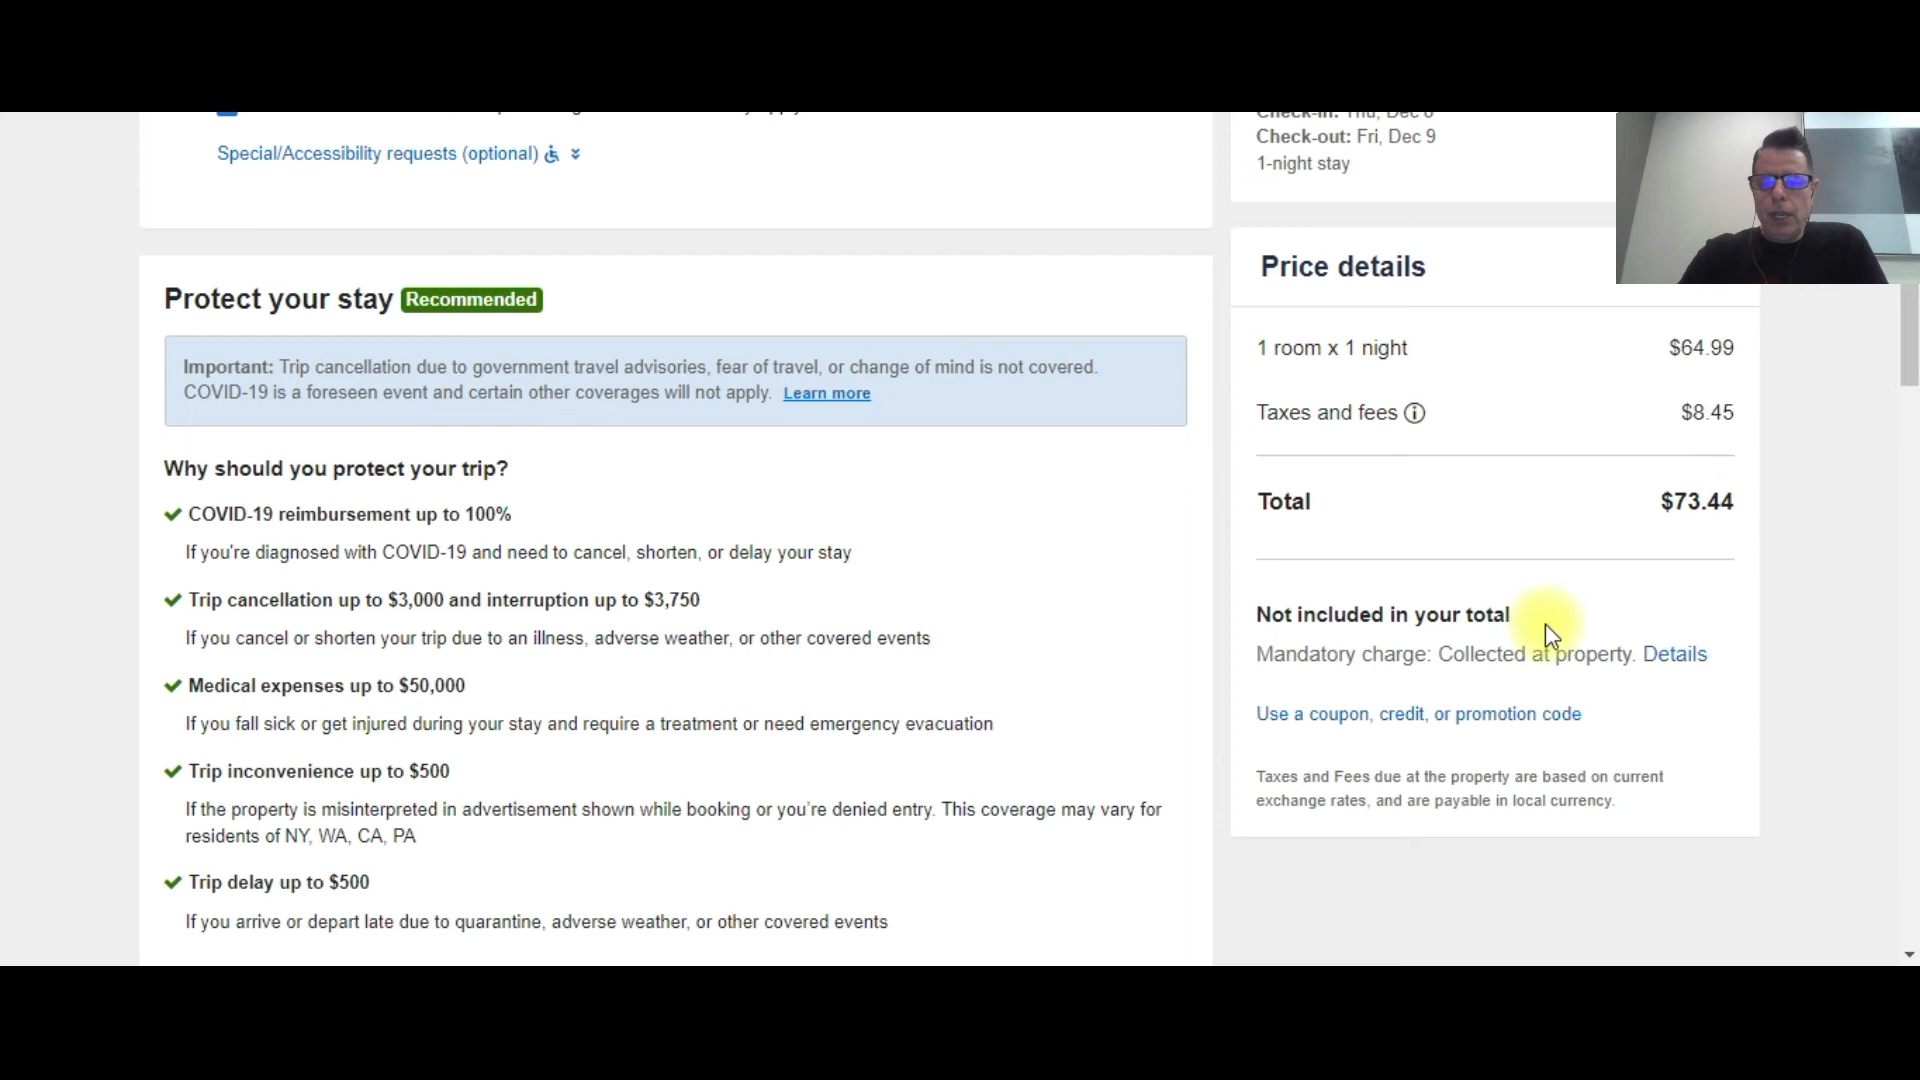 Special/Accessibility requests (optional)
Protect your stay Recommended
Important: Trip cancellation due to government travel advisories, fear of travel, or change of mind is not covered.
COVID-19 is a foreseen event and certain other coverages will not apply. Learn more
Why should you protect your trip?
COVID-19 reimbursement up to 100%
If you're diagnosed with COVID-19 and need to cancel, shorten, or delay your stay
Trip cancellation up to $3,000 and interruption up to $3,750
If you cancel or shorten your trip due to an illness, adverse weather, or other covered events
Medical expenses up to $50,000
If you fall sick or get injured during your stay and require a treatment or need emergency evacuation
Trip inconvenience up to $500
If the property is misinterpreted in advertisement shown while booking or you're denied entry. This coverage may vary for
residents of NY, WA, CA, PA
Trip delay up to $500
If you arrive or depart late due to quarantine, adverse weather, or other covered events
Check-in: Thu, Dec 8
Check-out: Fri, Dec 9
1-night stay
Price details
1 room x 1 night $64.99
Taxes and fees $8.45
Total $73.44
Not included in your total
Mandatory charge: Collected at property. Details
Use a coupon, credit, or promotion code
Taxes and Fees due at the property are based on current
exchange rates, and are payable in local currency.